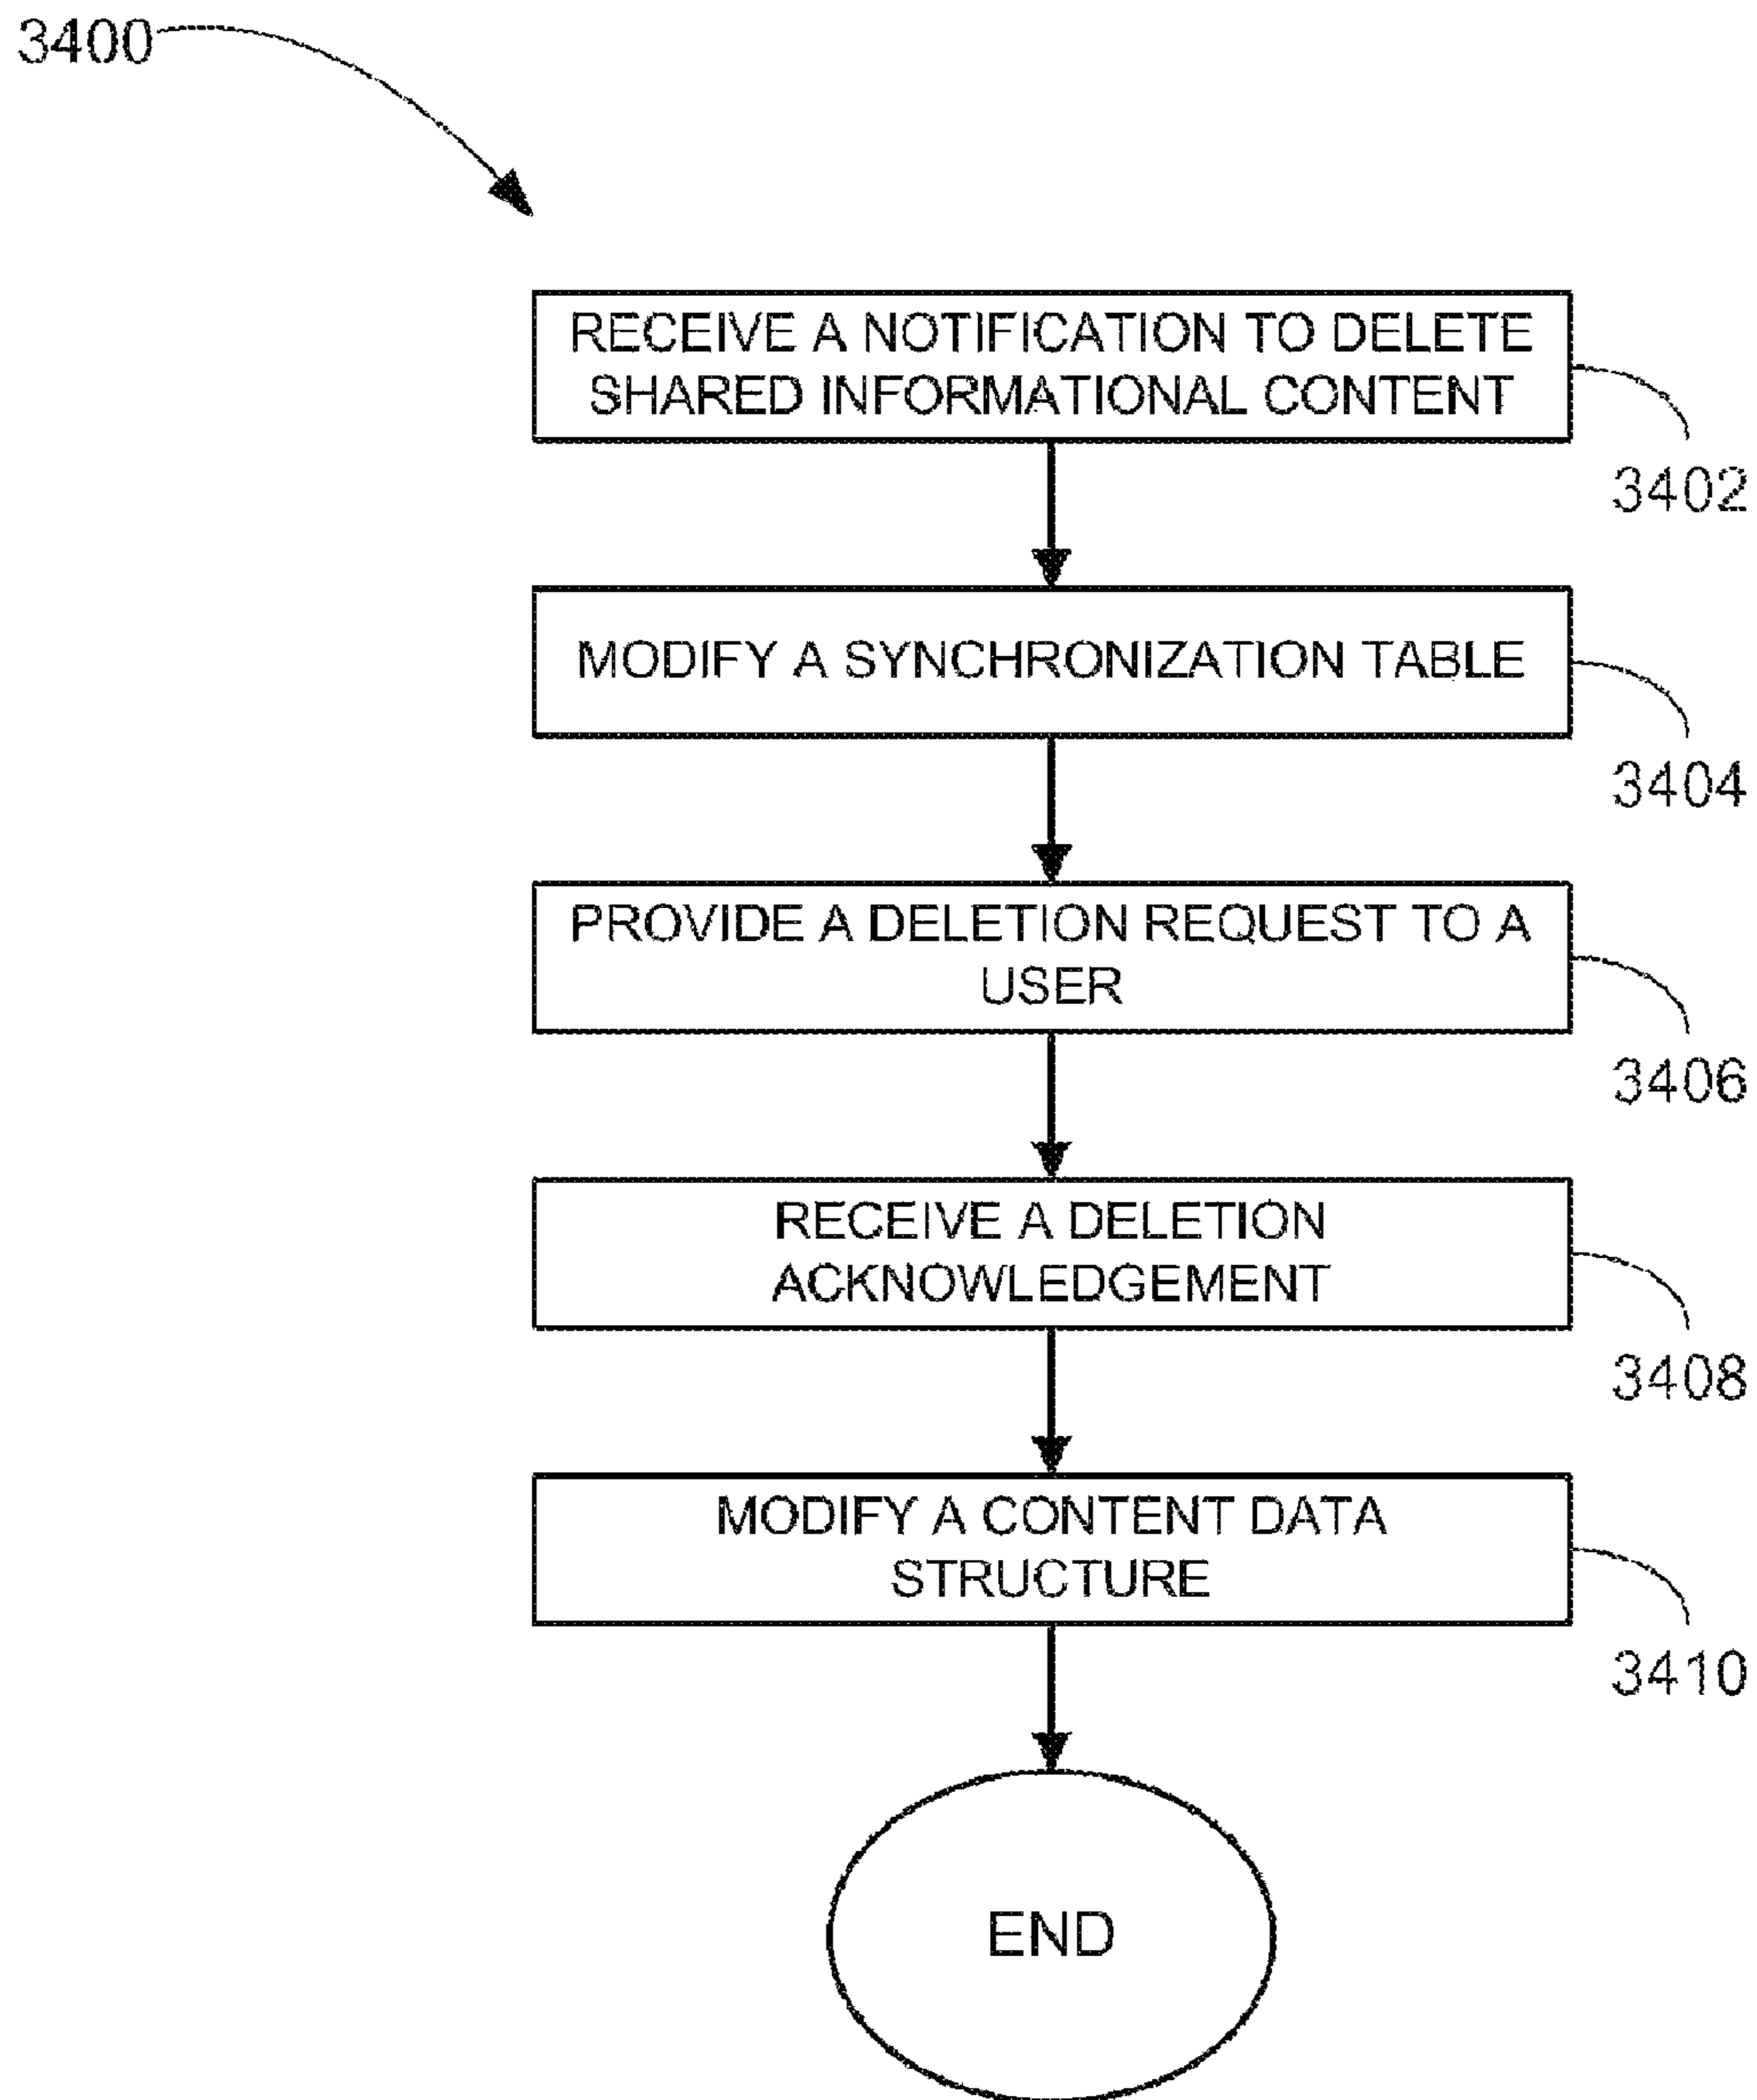 3400
RECEIVE A NOTIFICATION TO DELETE
SHARED INFORMATIONAL CONTENT
3402
MODIFY A SYNCHRONIZATION TABLE
3404
PROVIDE A DELETION REQUEST TO A
USER
3406
RECEIVE A DELETION
ACKNOWLEDGEMENT
3408
MODIFY A CONTENT DATA
STRUCTURE
3410
END